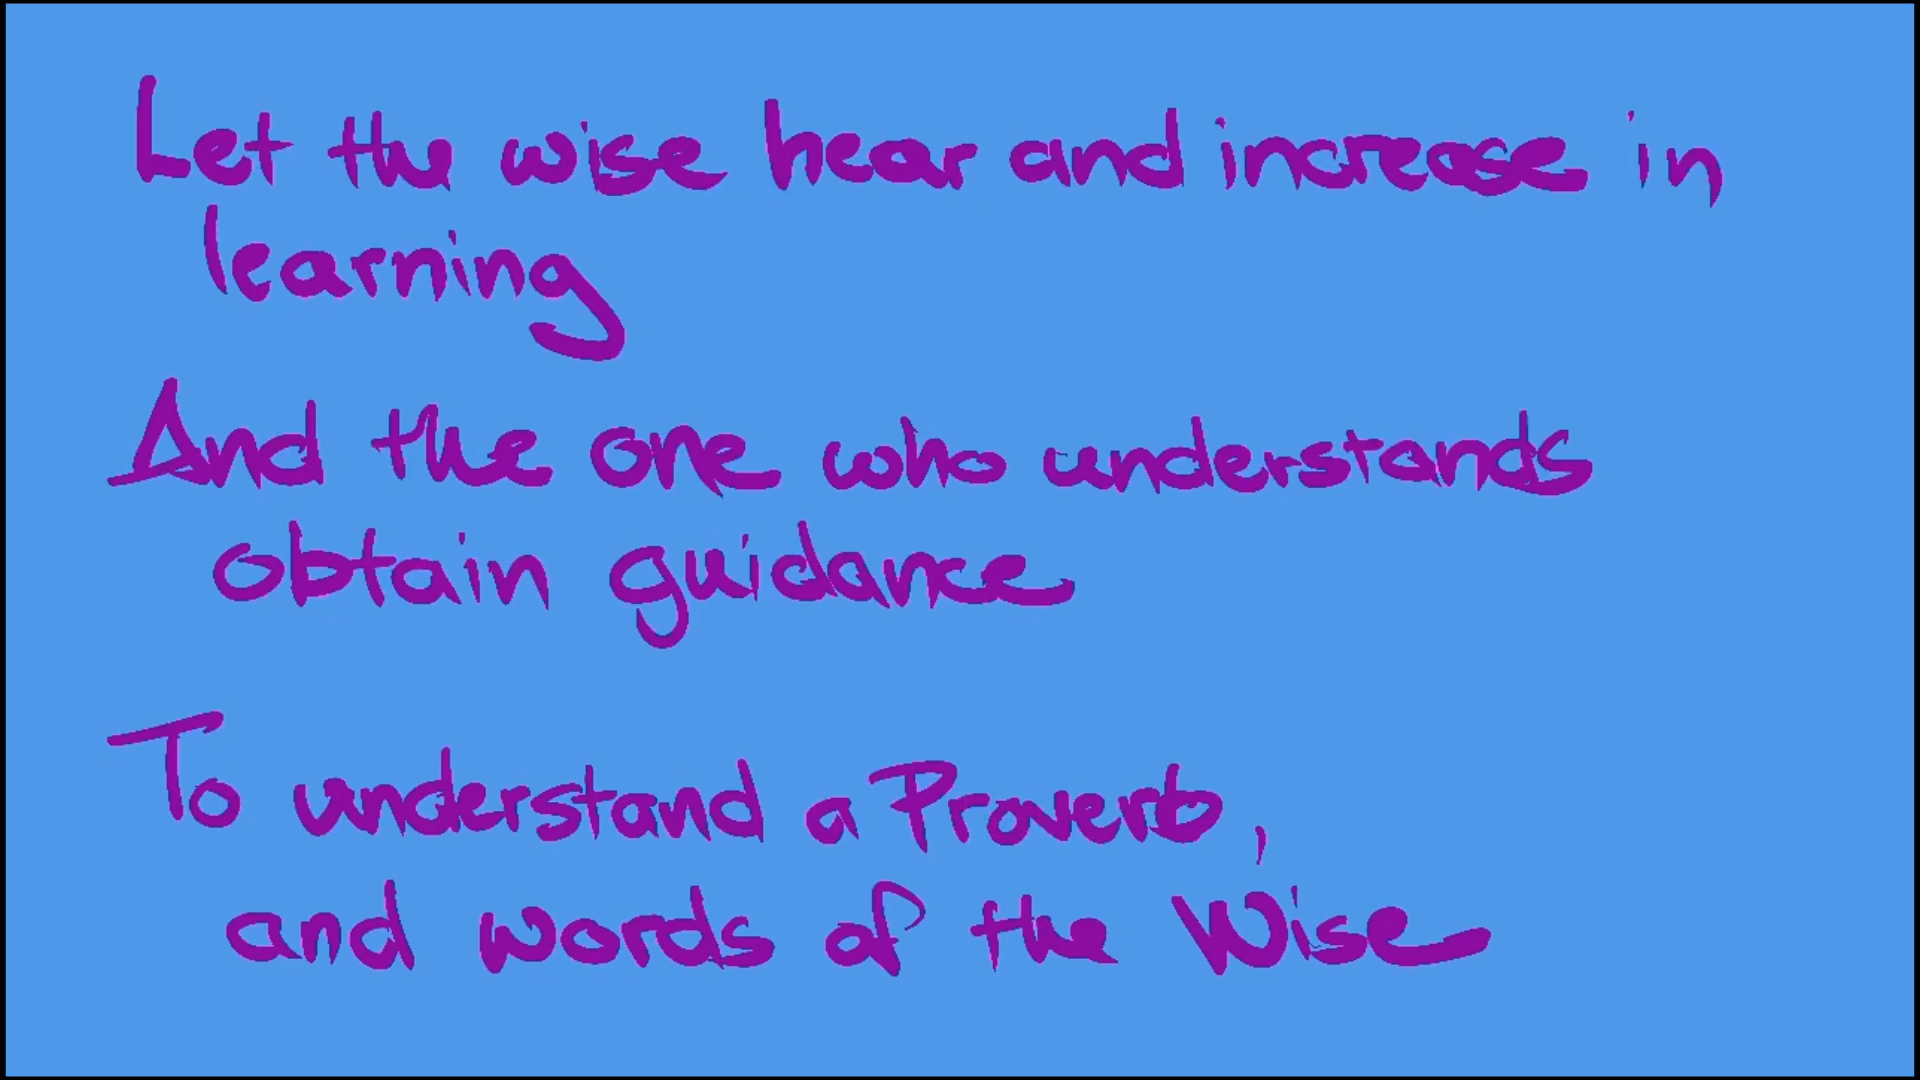 Let the wise hear and increase in
learning
And the one who understands
obtain guidance
To understand a Proverb,
and words of the Wise